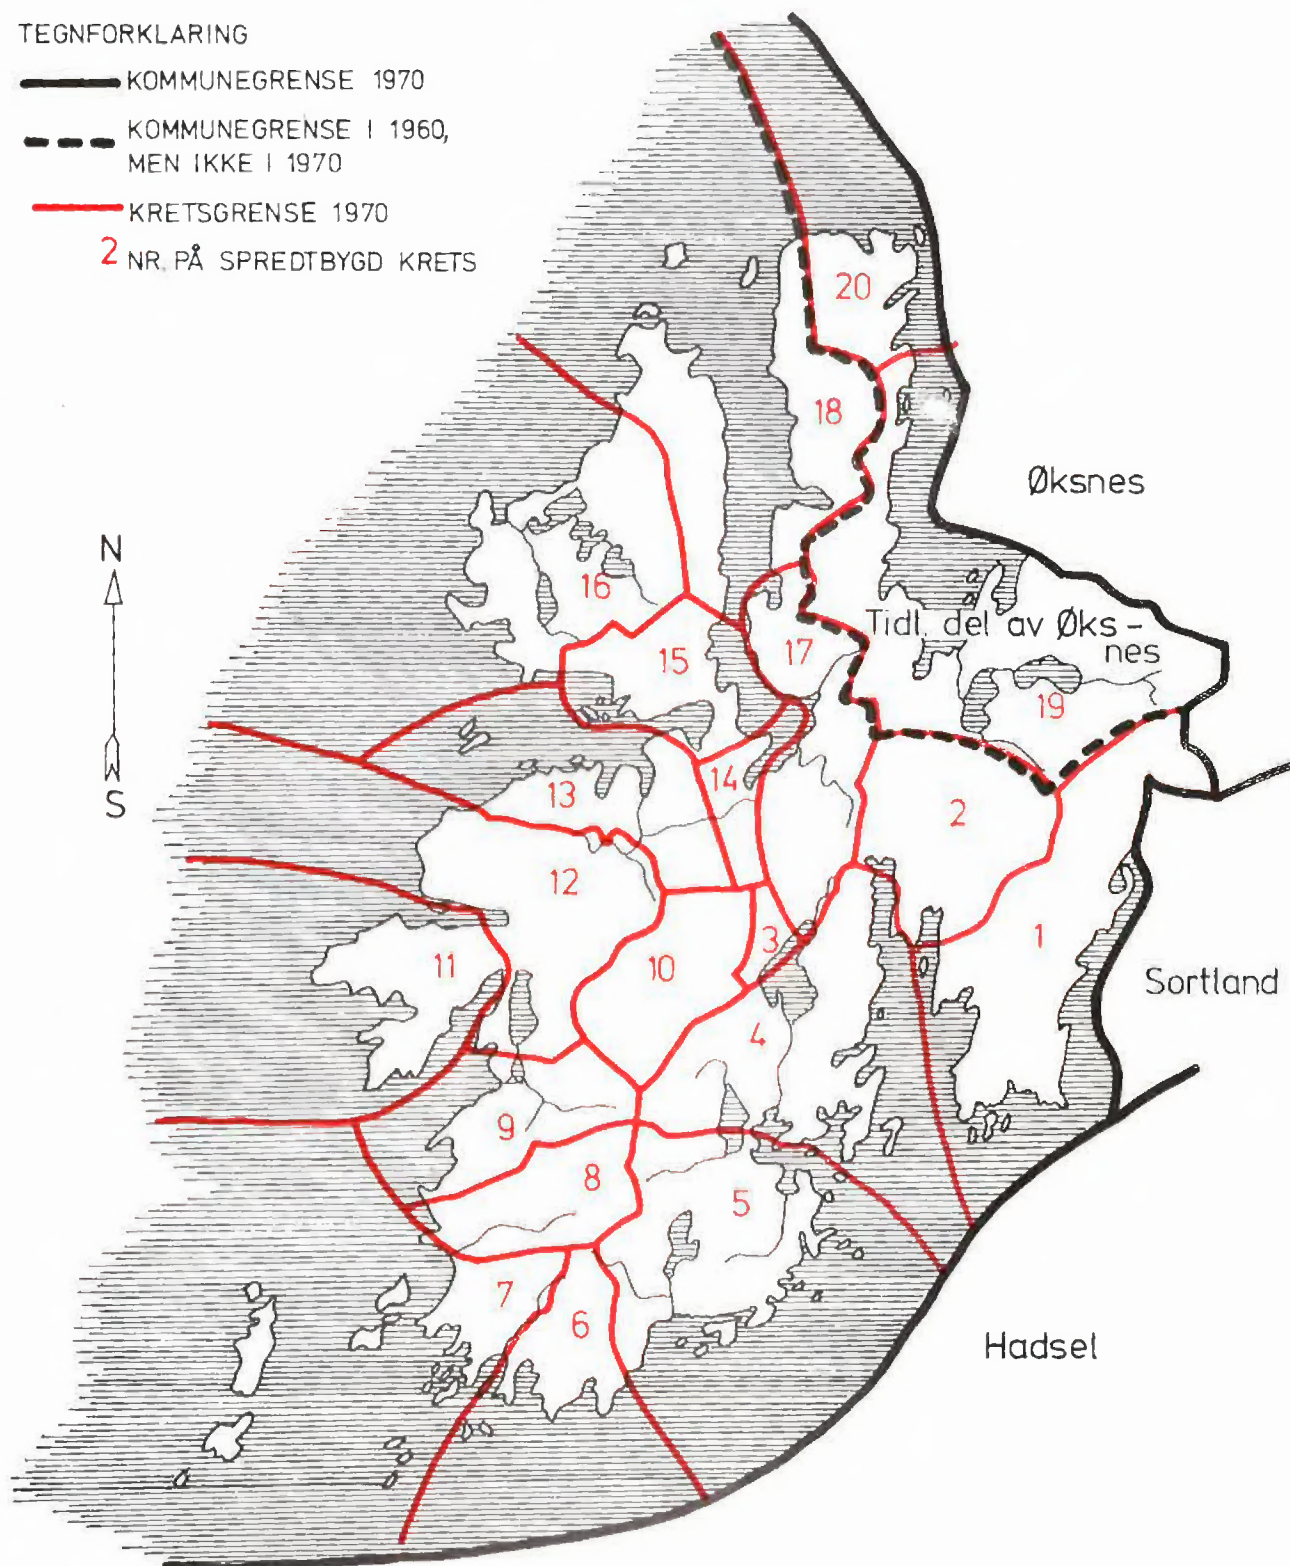 TEGNFORKLARING
KOMMUNEGRENSE 1970
KOMMUNEGRENSE I 1960,
MEN IKKE I 1970
KRETSGRENSE 1970
2 NR. PÅ SPREDTBYGD KRETS
20
18
Øksnes
N
16
Tidl. del av Øks-
nes
17
15
19
S
14
13
2
12
3
1
11
10
Sortland
4
9
8
5
7
6
Hadsel